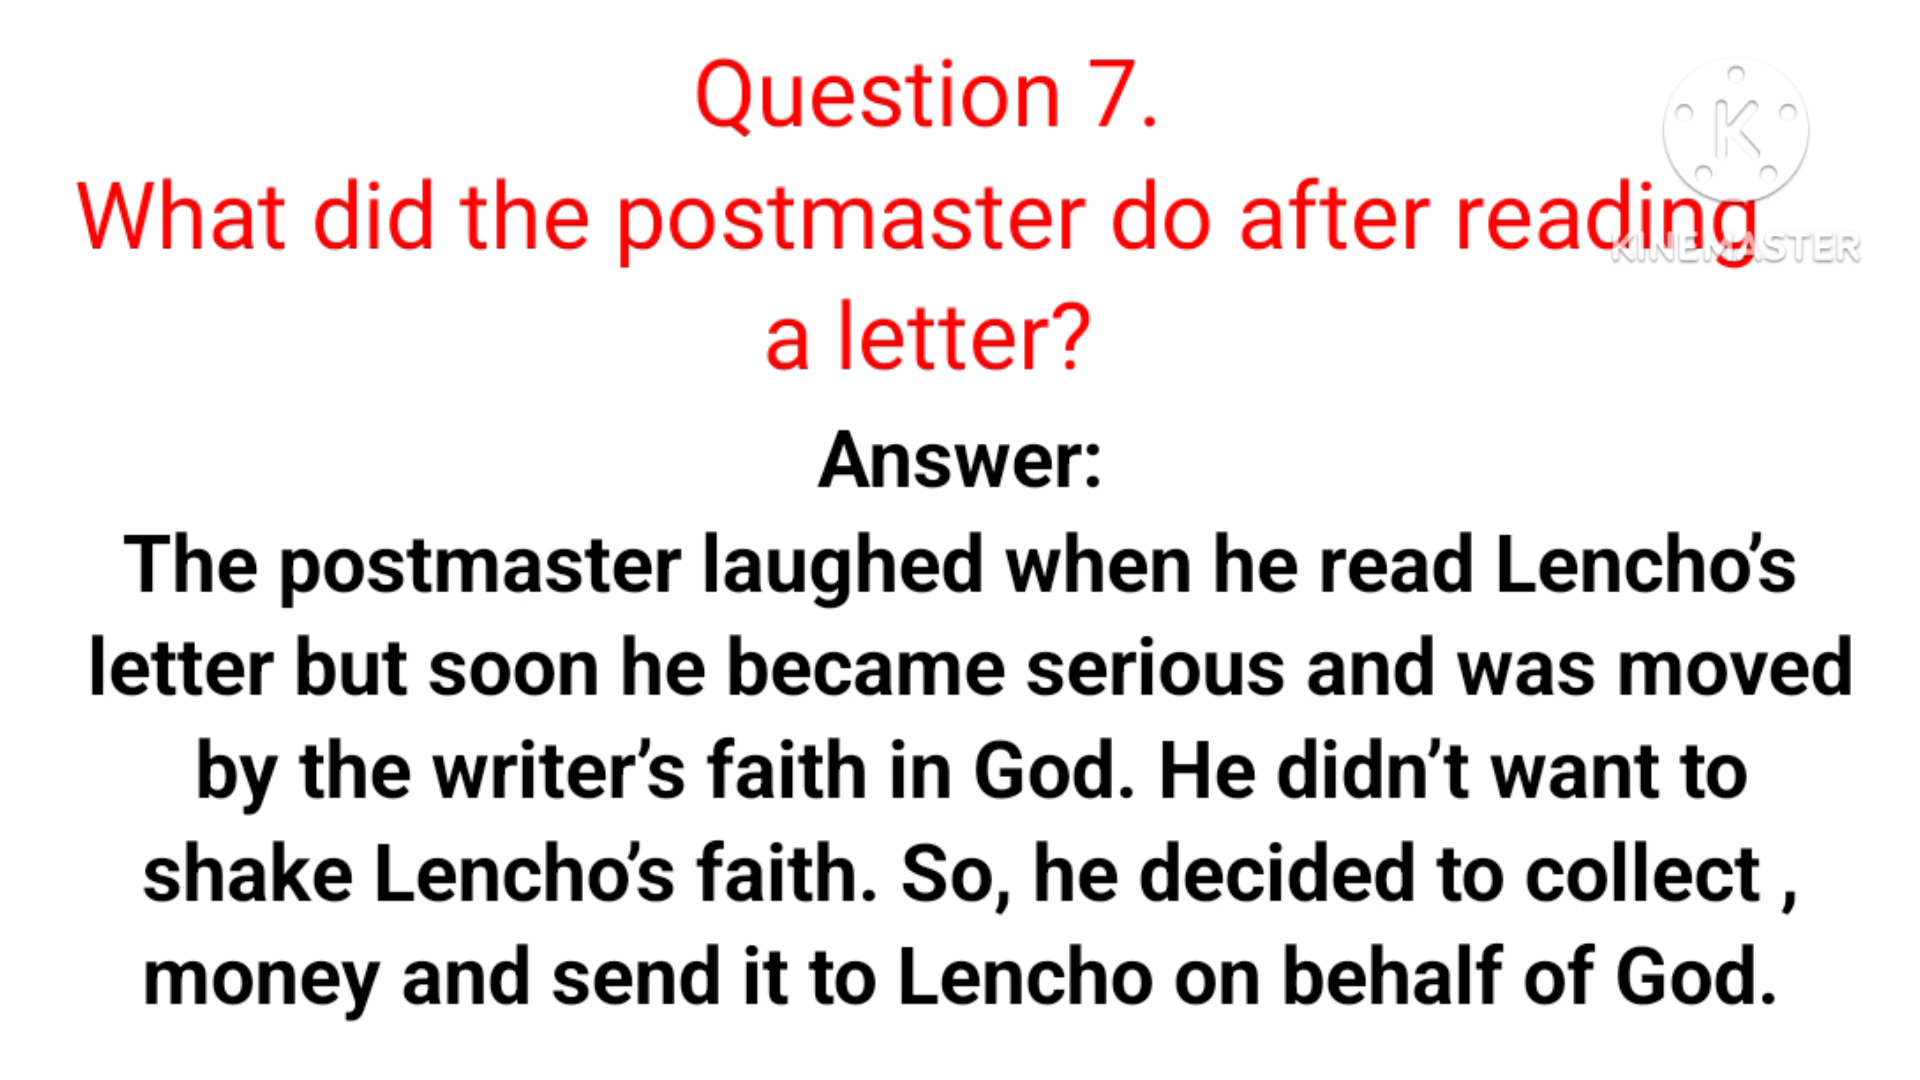 Question 7.
What did the postmaster do after reading
a letter?
K
KINEMASTER
Answer:
The postmaster laughed when he read Lencho’s
letter but soon he became serious and was moved
by the writer’s faith in God. He didn’t want to
shake Lencho’s faith. So, he decided to collect ,
money and send it to Lencho on behalf of God.